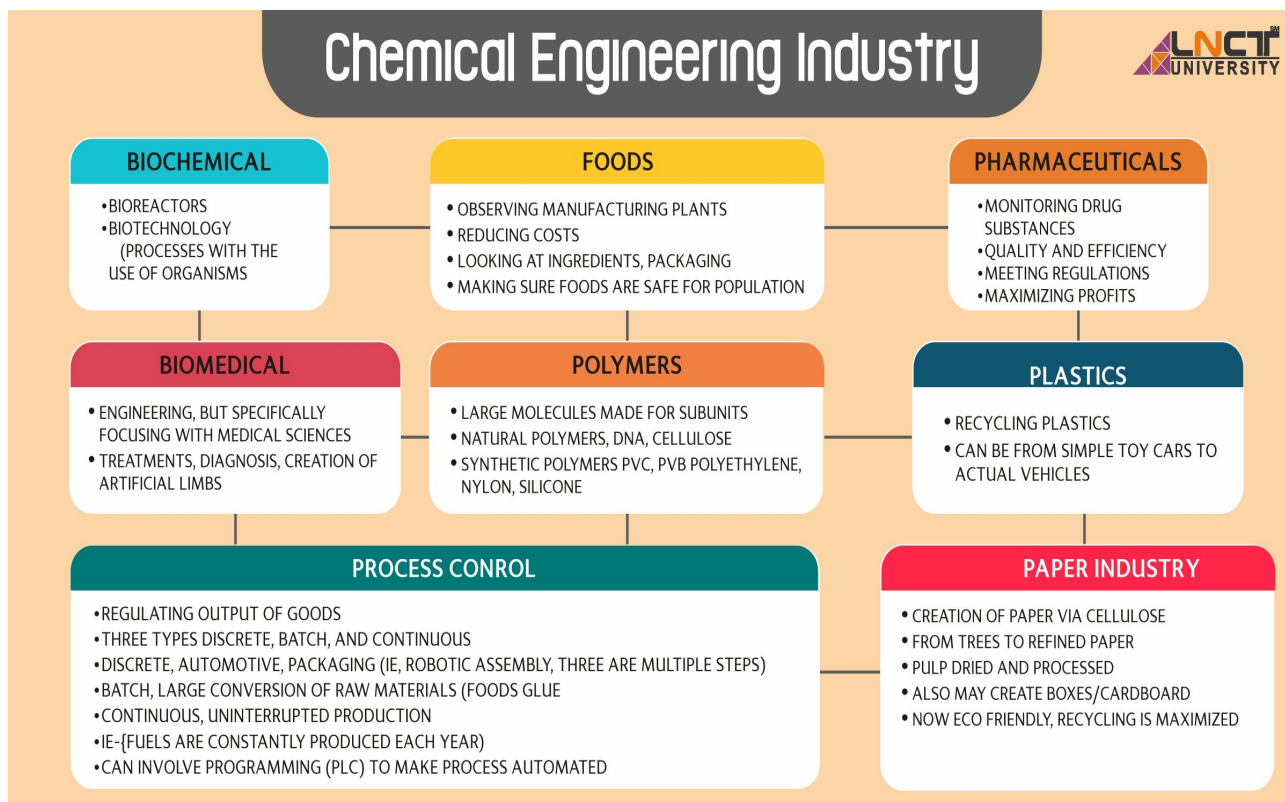 Chemical Engineering Industry
LNCT SM
UNIVERSITY
BIOCHEMICAL
•BIOREACTORS
•BIOTECHNOLOGY
(PROCESSES WITH THE
USE OF ORGANISMS
FOODS
• OBSERVING MANUFACTURING PLANTS
• REDUCING COSTS
• LOOKING AT INGREDIENTS, PACKAGING
• MAKING SURE FOODS ARE SAFE FOR POPULATION
PHARMACEUTICALS
•MONITORING DRUG
SUBSTANCES
•QUALITY AND EFFICIENCY
•MEETING REGULATIONS
•MAXIMIZING PROFITS
BIOMEDICAL
• ENGINEERING, BUT SPECIFICALLY
FOCUSING WITH MEDICAL SCIENCES
• TREATMENTS, DIAGNOSIS, CREATION OF
ARTIFICIAL LIMBS
POLYMERS
• LARGE MOLECULES MADE FOR SUBUNITS
• NATURAL POLYMERS, DNA, CELLULOSE
• SYNTHETIC POLYMERS PVC, PVB POLYETHYLENE,
NYLON, SILICONE
PLASTICS
• RECYCLING PLASTICS
• CAN BE FROM SIMPLE TOY CARS TO
ACTUAL VEHICLES
PROCESS CONROL
•REGULATING OUTPUT OF GOODS
•THREE TYPES DISCRETE, BATCH, AND CONTINUOUS
•DISCRETE, AUTOMOTIVE, PACKAGING (IE, ROBOTIC ASSEMBLY, THREE ARE MULTIPLE STEPS)
•BATCH, LARGE CONVERSION OF RAW MATERIALS (FOODS GLUE
•CONTINUOUS, UNINTERRUPTED PRODUCTION
•IE-{FUELS ARE CONSTANTLY PRODUCED EACH YEAR)
•CAN INVOLVE PROGRAMMING (PLC) TO MAKE PROCESS AUTOMATED
PAPER INDUSTRY
• CREATION OF PAPER VIA CELLULOSE
• FROM TREES TO REFINED PAPER
• PULP DRIED AND PROCESSED
• ALSO MAY CREATE BOXES/CARDBOARD
• NOW ECO FRIENDLY, RECYCLING IS MAXIMIZED